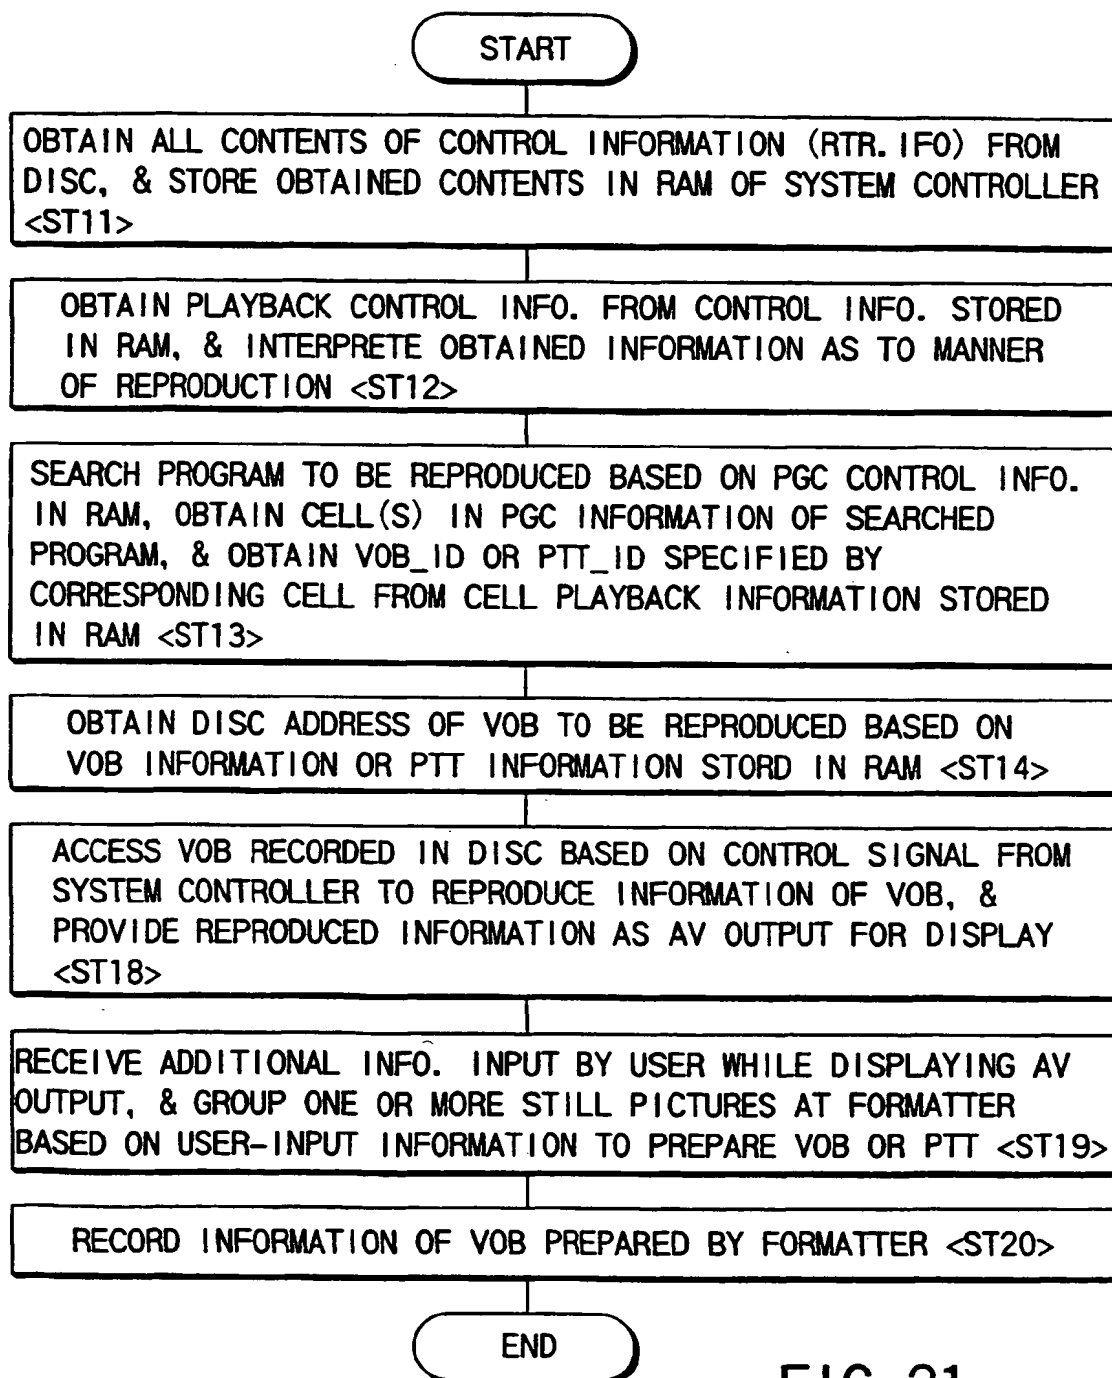 START
OBTAIN ALL CONTENTS OF CONTROL INFORMATION (RTR.IFO) FROM
DISC, & STORE OBTAINED CONTENTS IN RAM OF SYSTEM CONTROLLER
<ST11>
OBTAIN PLAYBACK CONTROL INFO. FROM CONTROL INFO. STORED
IN RAM, & INTERPRETE OBTAINED INFORMATION AS TO MANNER
OF REPRODUCTION <ST12>
SEARCH PROGRAM TO BE REPRODUCED BASED ON PGC CONTROL INFO.
IN RAM, OBTAIN CELL(S) IN PGC INFORMATION OF SEARCHED
PROGRAM, & OBTAIN VOB_ID OR PTT_ID SPECIFIED BY
CORRESPONDING CELL FROM CELL PLAYBACK INFORMATION STORED
IN RAM <ST13>
OBTAIN DISC ADDRESS OF VOB TO BE REPRODUCED BASED ON
VOB INFORMATION OR PTT INFORMATION STORD IN RAM <ST14>
ACCESS VOB RECORDED IN DISC BASED ON CONTROL SIGNAL FROM
SYSTEM CONTROLLER TO REPRODUCE INFORMATION OF VOB, &
PROVIDE REPRODUCED INFORMATION AS AV OUTPUT FOR DISPLAY
<ST18>
RECEIVE ADDITIONAL INFO. INPUT BY USER WHILE DISPLAYING AV
OUTPUT, & GROUP ONE OR MORE STILL PICTURES AT FORMATTER
BASED ON USER-INPUT INFORMATION TO PREPARE VOB OR PTT <ST19>
RECORD INFORMATION OF VOB PREPARED BY FORMATTER <ST20>
END
FIG. 21